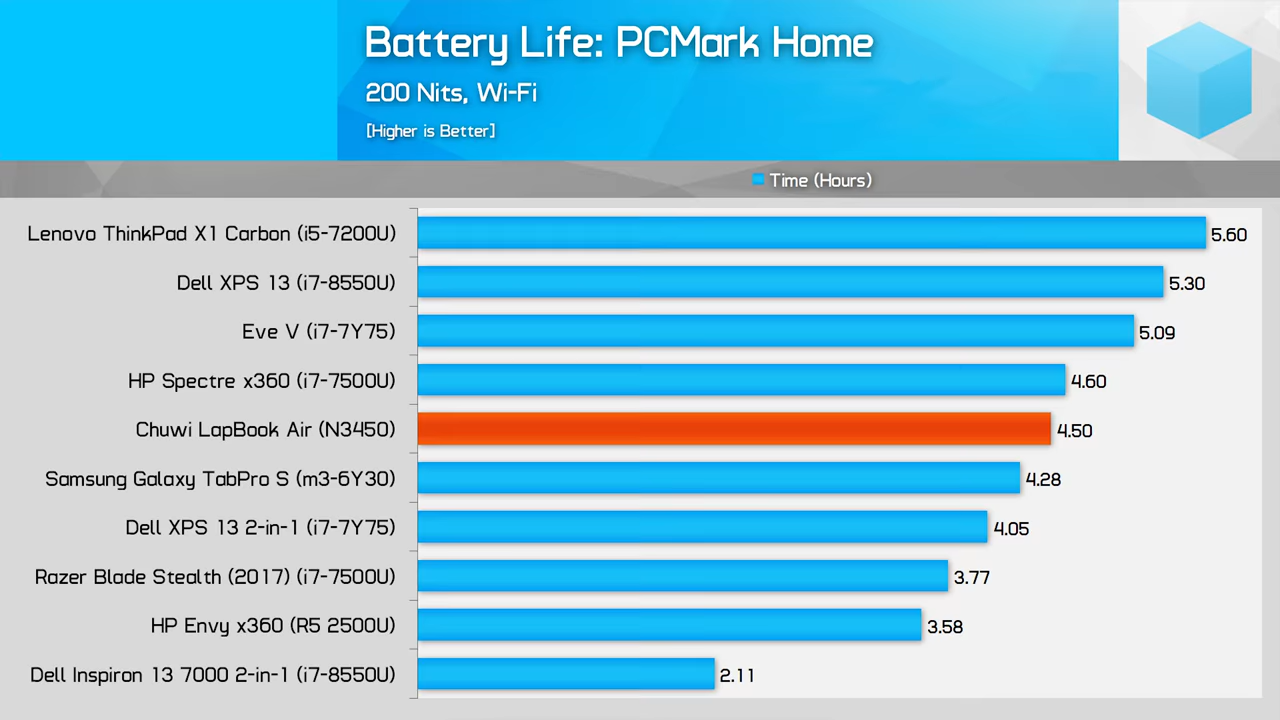 Battery Life: PCMark Home
200 Nits, Wi-Fi
[Higher is Better]
Time (Hours)
Lenovo ThinkPad X1 Carbon (i5-7200U) 5.60
Dell XPS 13 (i7-8550U) 5.30
Eve V (i7-7Y75) 5.09
HP Spectre x360 (i7-7500U) 4.60
Chuwi LapBook Air (N3450) 4.50
Samsung Galaxy TabPro S (m3-6Y30) 4.28
Dell XPS 13 2-in-1 (i7-7Y75) 4.05
Razer Blade Stealth (2017) (i7-7500U) 3.77
HP Envy x360 (R5 2500U) 3.58
Dell Inspiron 13 7000 2-in-1 (i7-8550U) 2.11